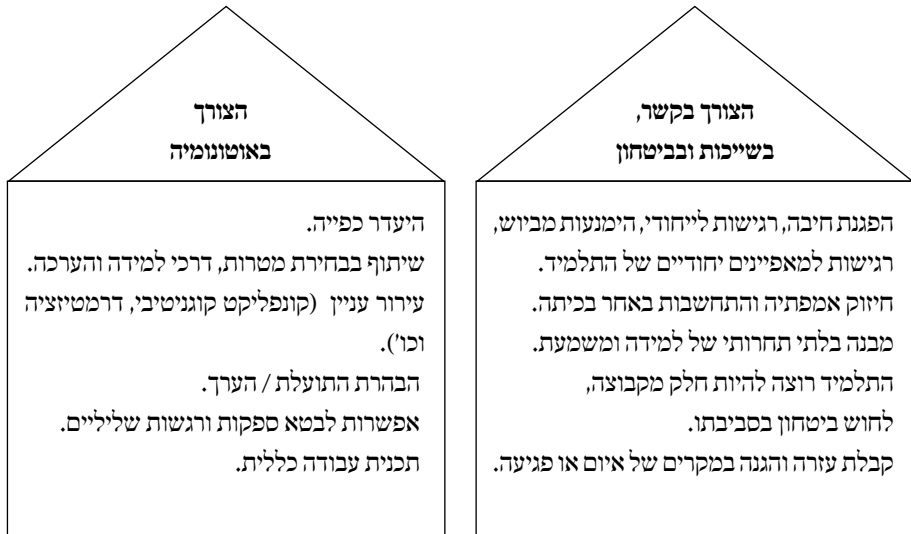 הצורך בקשר,
בשייכות ובביטחון
הפגנת חיבה, רגישות לייחודי, הימנעות מביוש,
רגישות למאפיינים יחודיים של התלמיד.
חיזוק אמפתיה והתחשבות באחר בכיתה.
מבנה בלתי תחרותי של למידה ומשמעת.
התלמיד רוצה להיות חלק מקבוצה,
לחוש ביטחון בסביבתו.
קבלת עזרה והגנה במקרים של איום או פגיעה.
הצורך
באוטונומיה
היעדר כפייה.
שיתוף בבחירת מטרות, דרכי למידה והערכה.
עירור עניין (קונפליקט קוגניטיבי, דרמטיזציה
וכו').
הבהרת התועלת / הערך.
אפשרות לבטא ספקות ורגשות שליליים.
תכנית עבודה כללית.